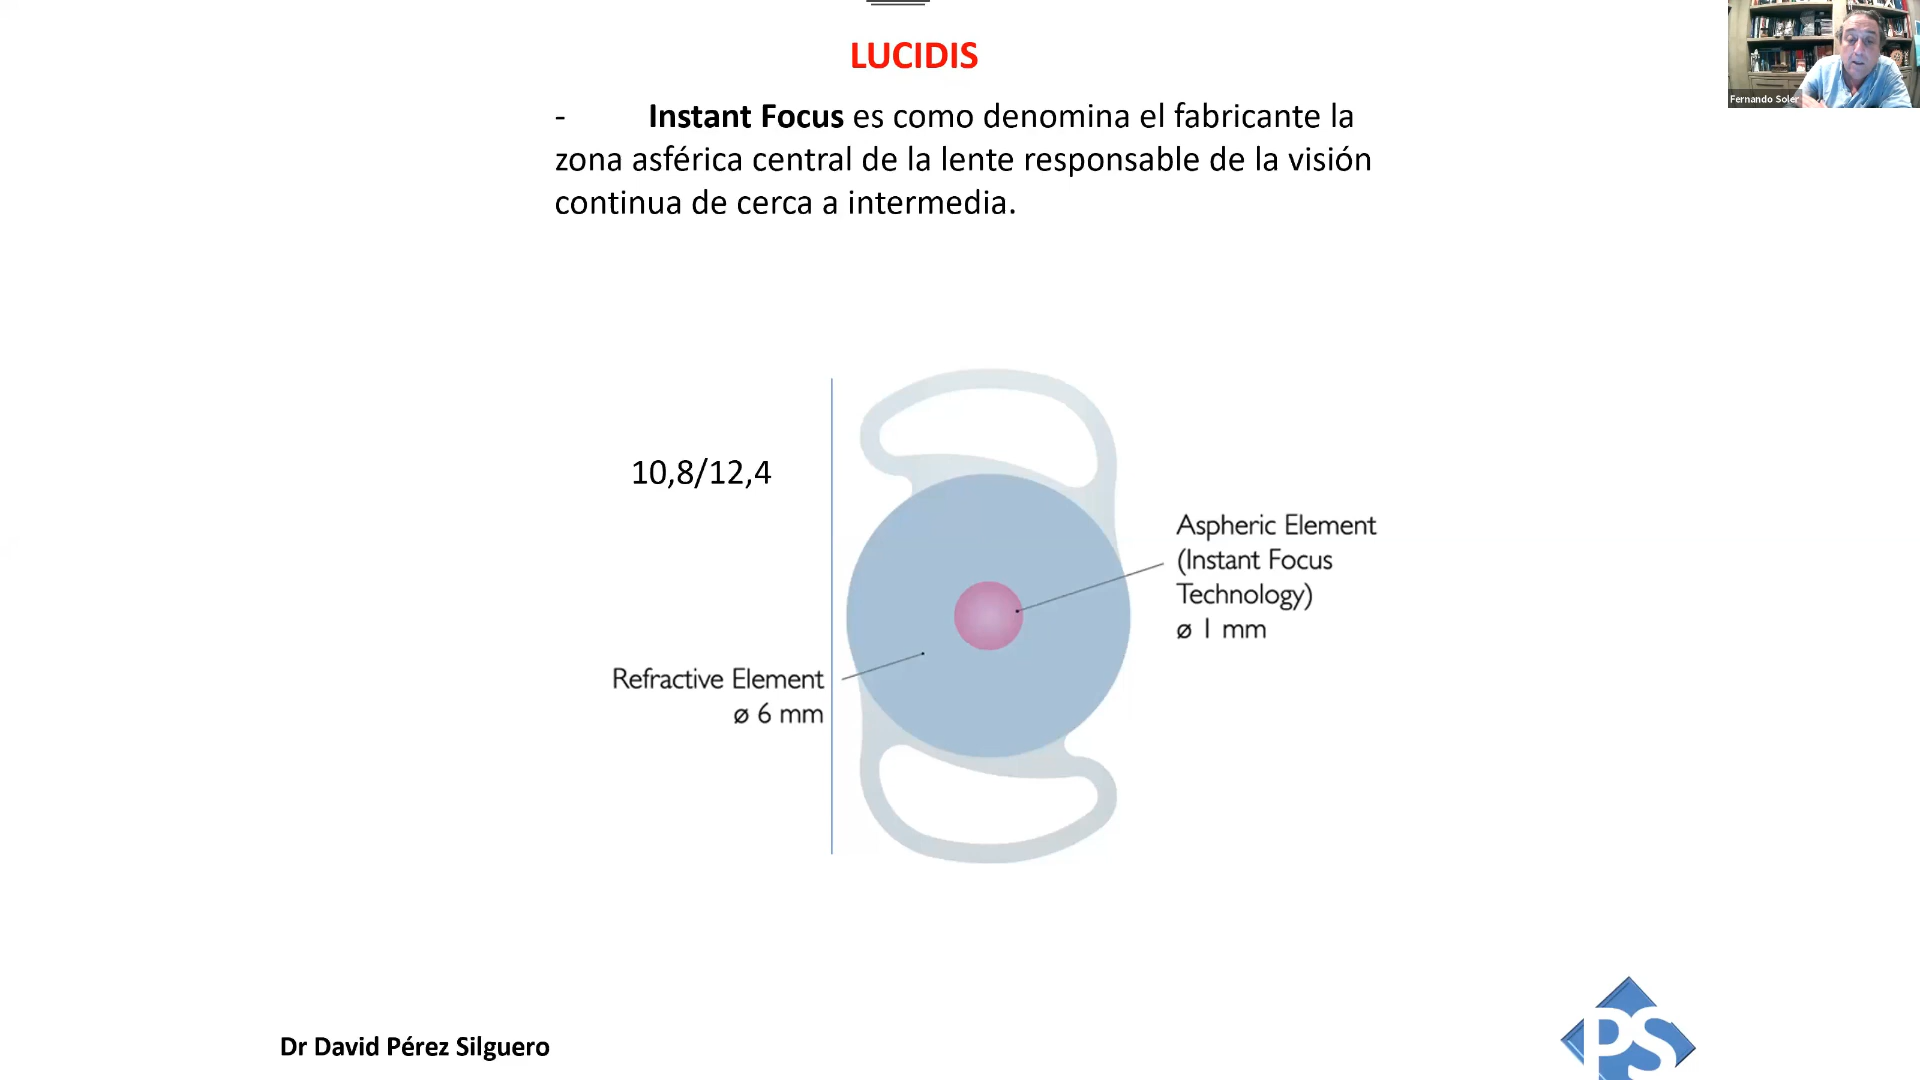 LUCIDIS
- Instant Focus es como denomina el fabricante la
zona asférica central de la lente responsable de la visión
continua de cerca a intermedia.
10,8/12,4
Aspheric Element
(Instant Focus
Technology)
ø 1 mm
Refractive Element
ø 6 mm
Dr David Pérez Silguero
PS
Fernando Soler